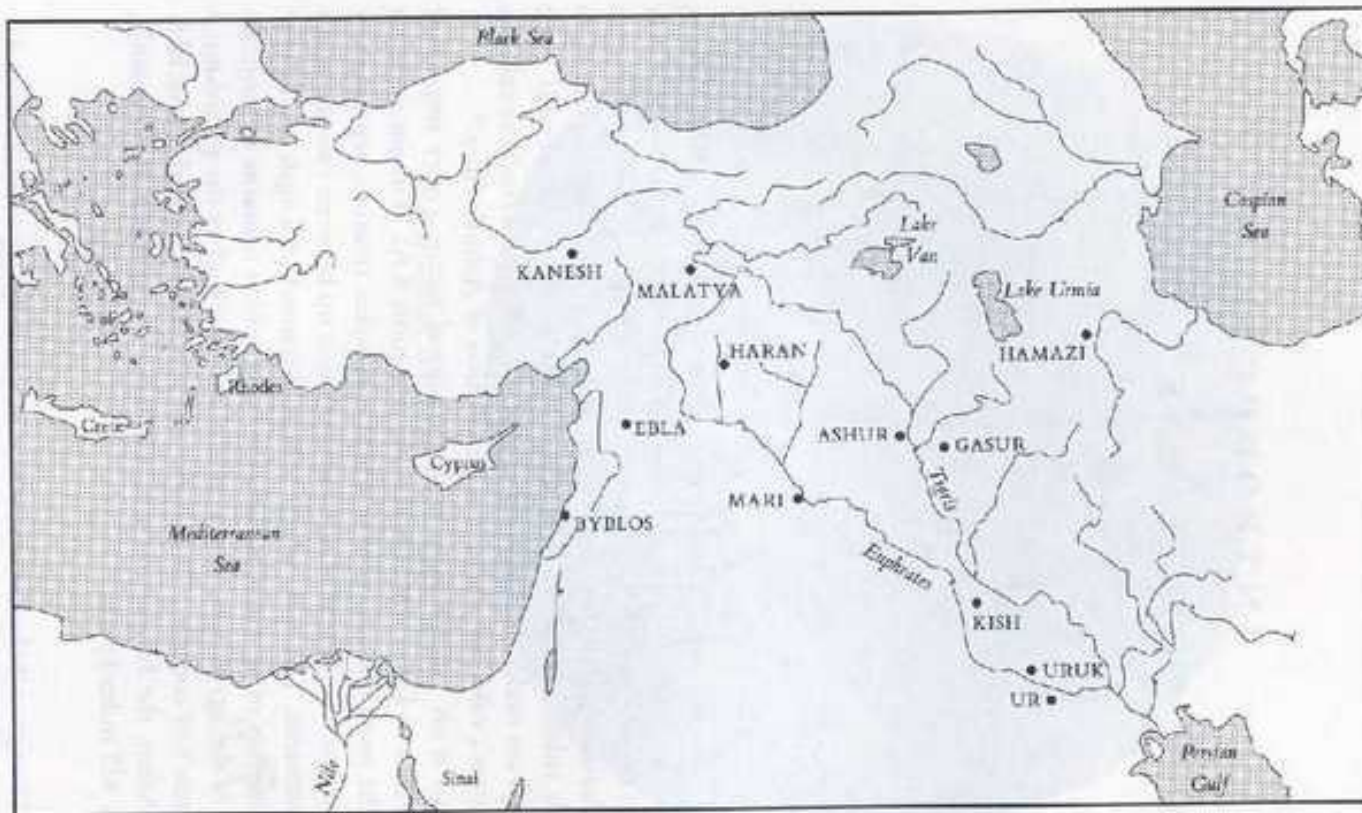 Black Sea
Caspian
Sea
Lake
Van
KANESH
MALATYA
Lake Urmia
HAMAZI
HARAN
Rhodes
Crete
EBLA
ASHUR
GASUR
Cyprus
Tigris
MARI
BYBLOS
Mediterranean
Sea
Euphrates
KISH
URUK
UR
Persian
Gulf
Nile
Sinai